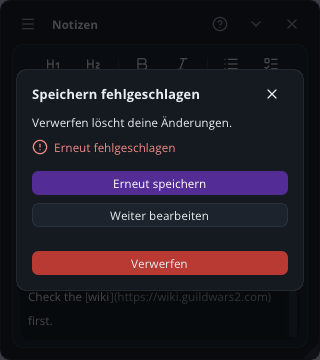 Notizen
H1 H2 B I
Speichern fehlgeschlagen
Verwerfen löscht deine Änderungen.
Erneut fehlgeschlagen
Erneut speichern
Weiter bearbeiten
Verwerfen
Check the [wiki](https://wiki.guildwars2.com)
first.